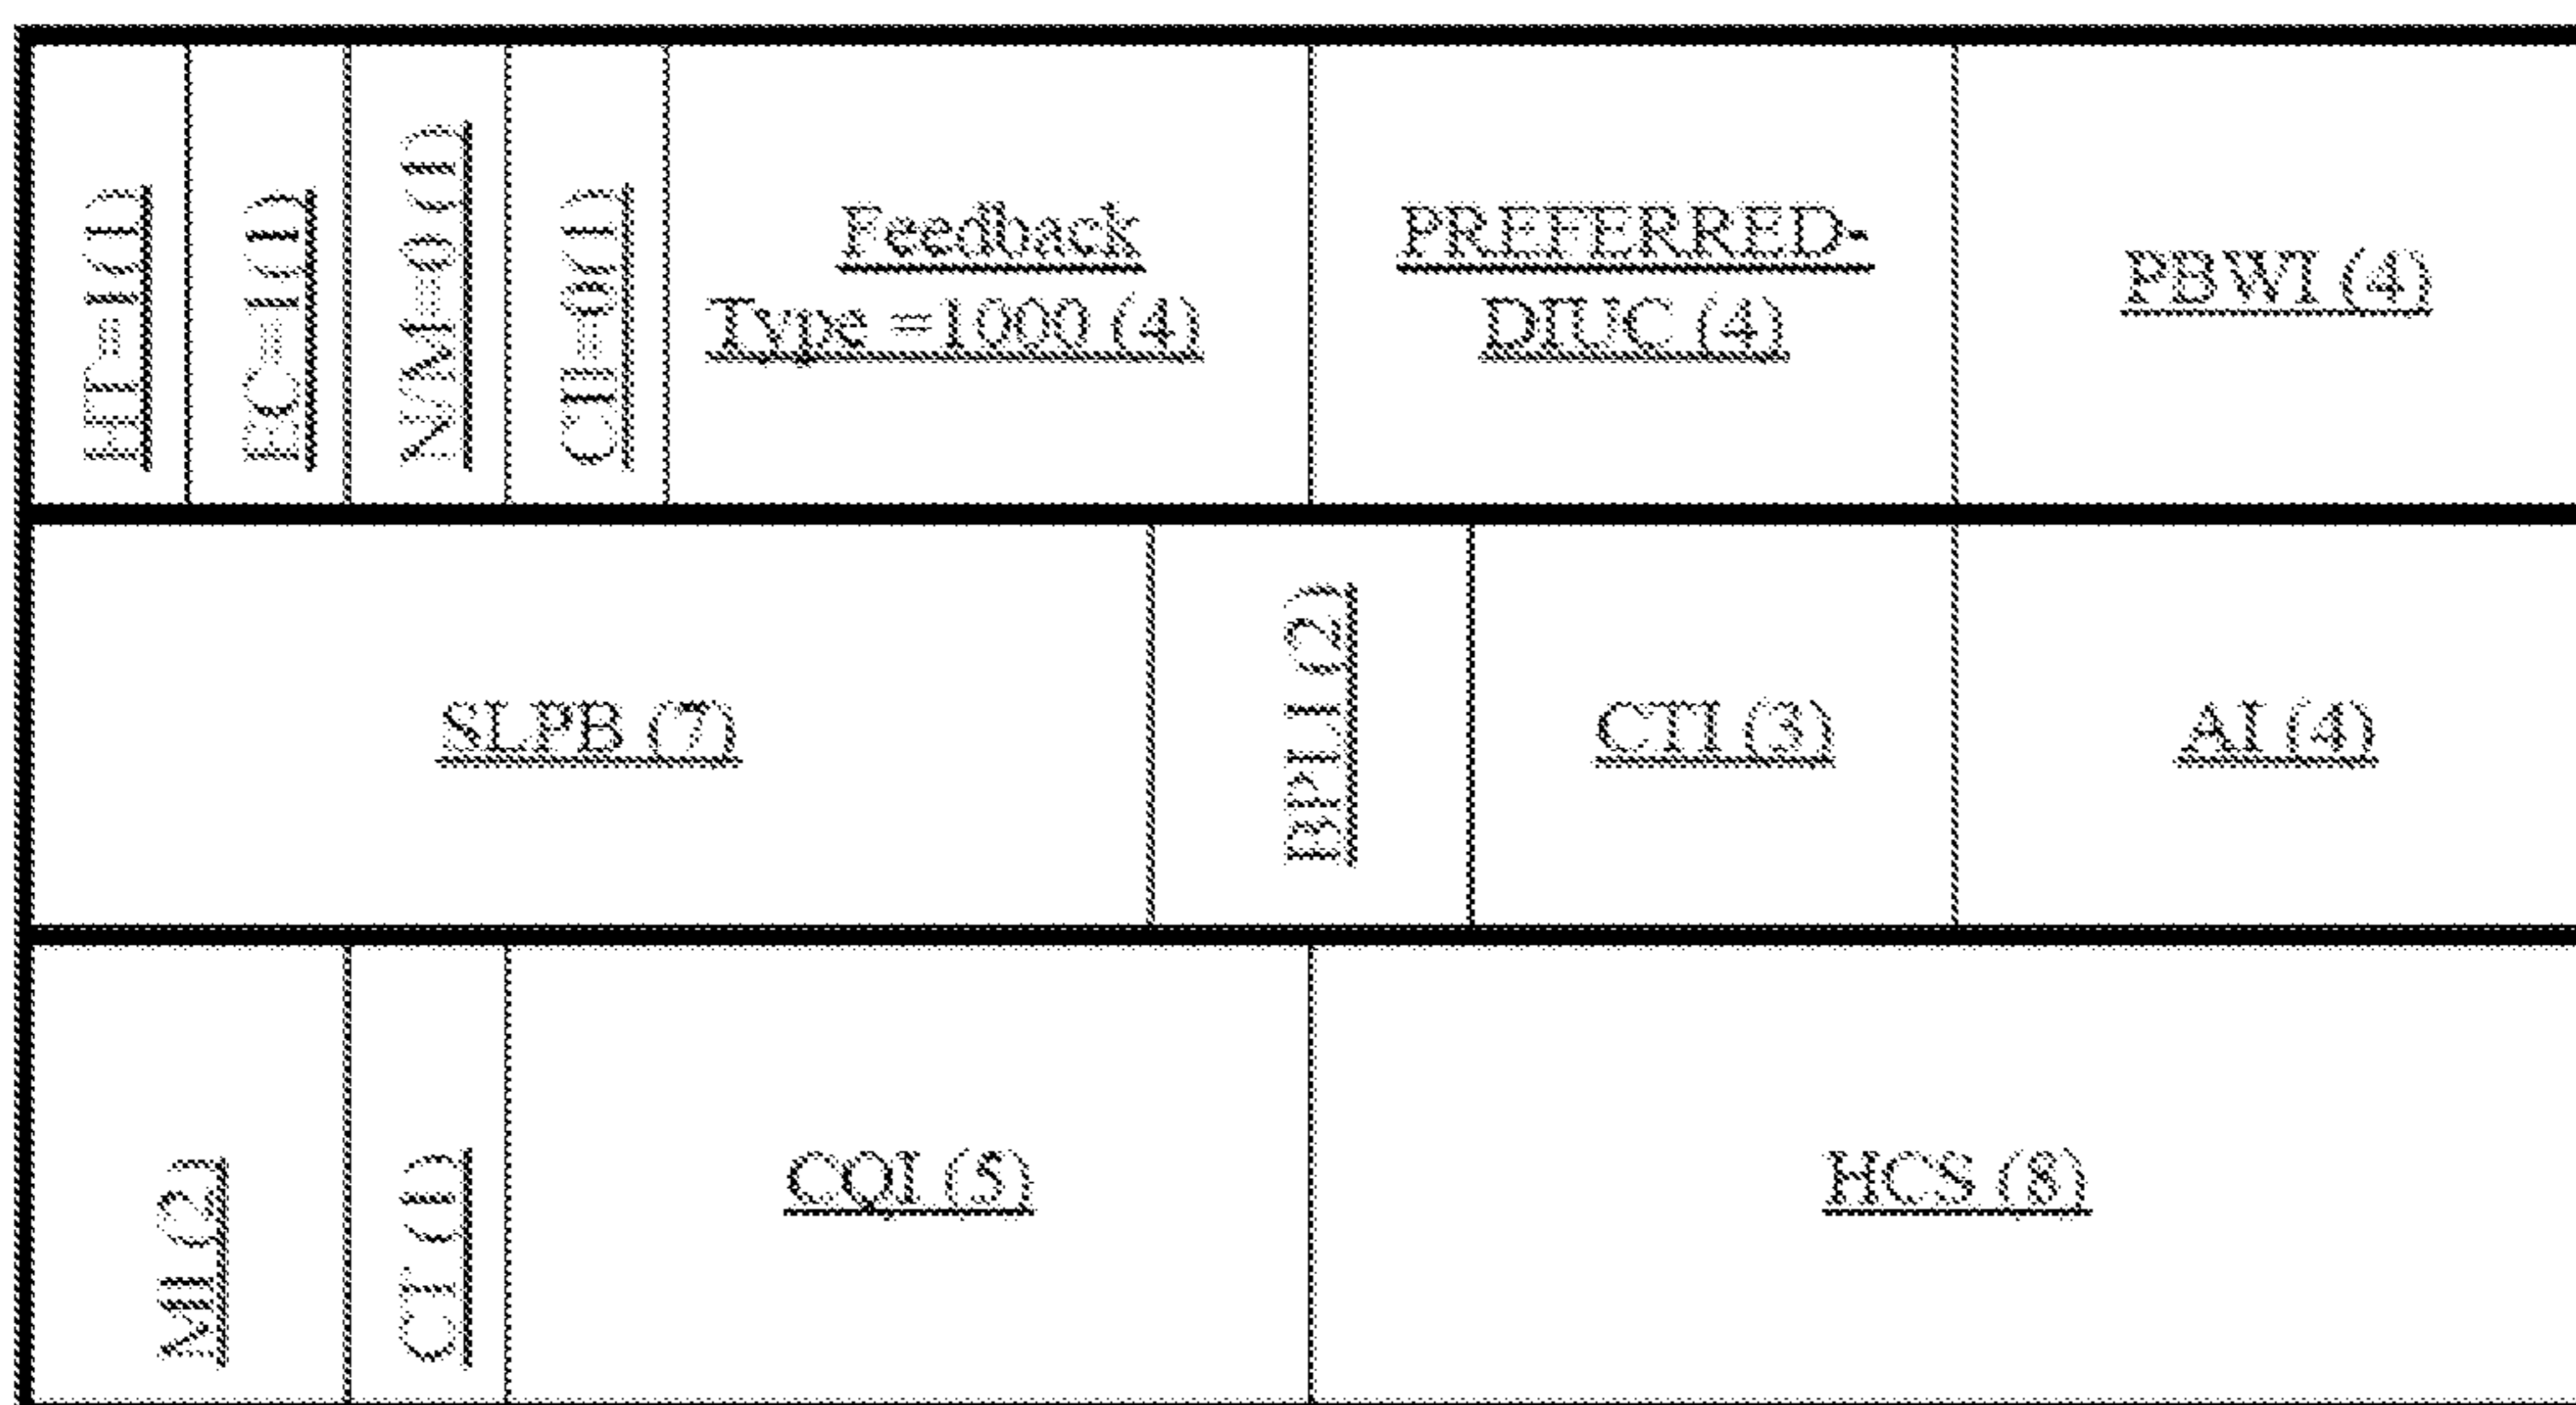 HT=1(1)
EC=1(1)
N/M=0 (1)
CII=0(1)
Feedback
Type =1000 (4)
PREFERRED-
DIUC (4)
PBWI (4)
SLPB (7)
BPLI (2)
CTI (3)
AI (4)
MI (2)
CT (1)
CQI (5)
HCS (8)